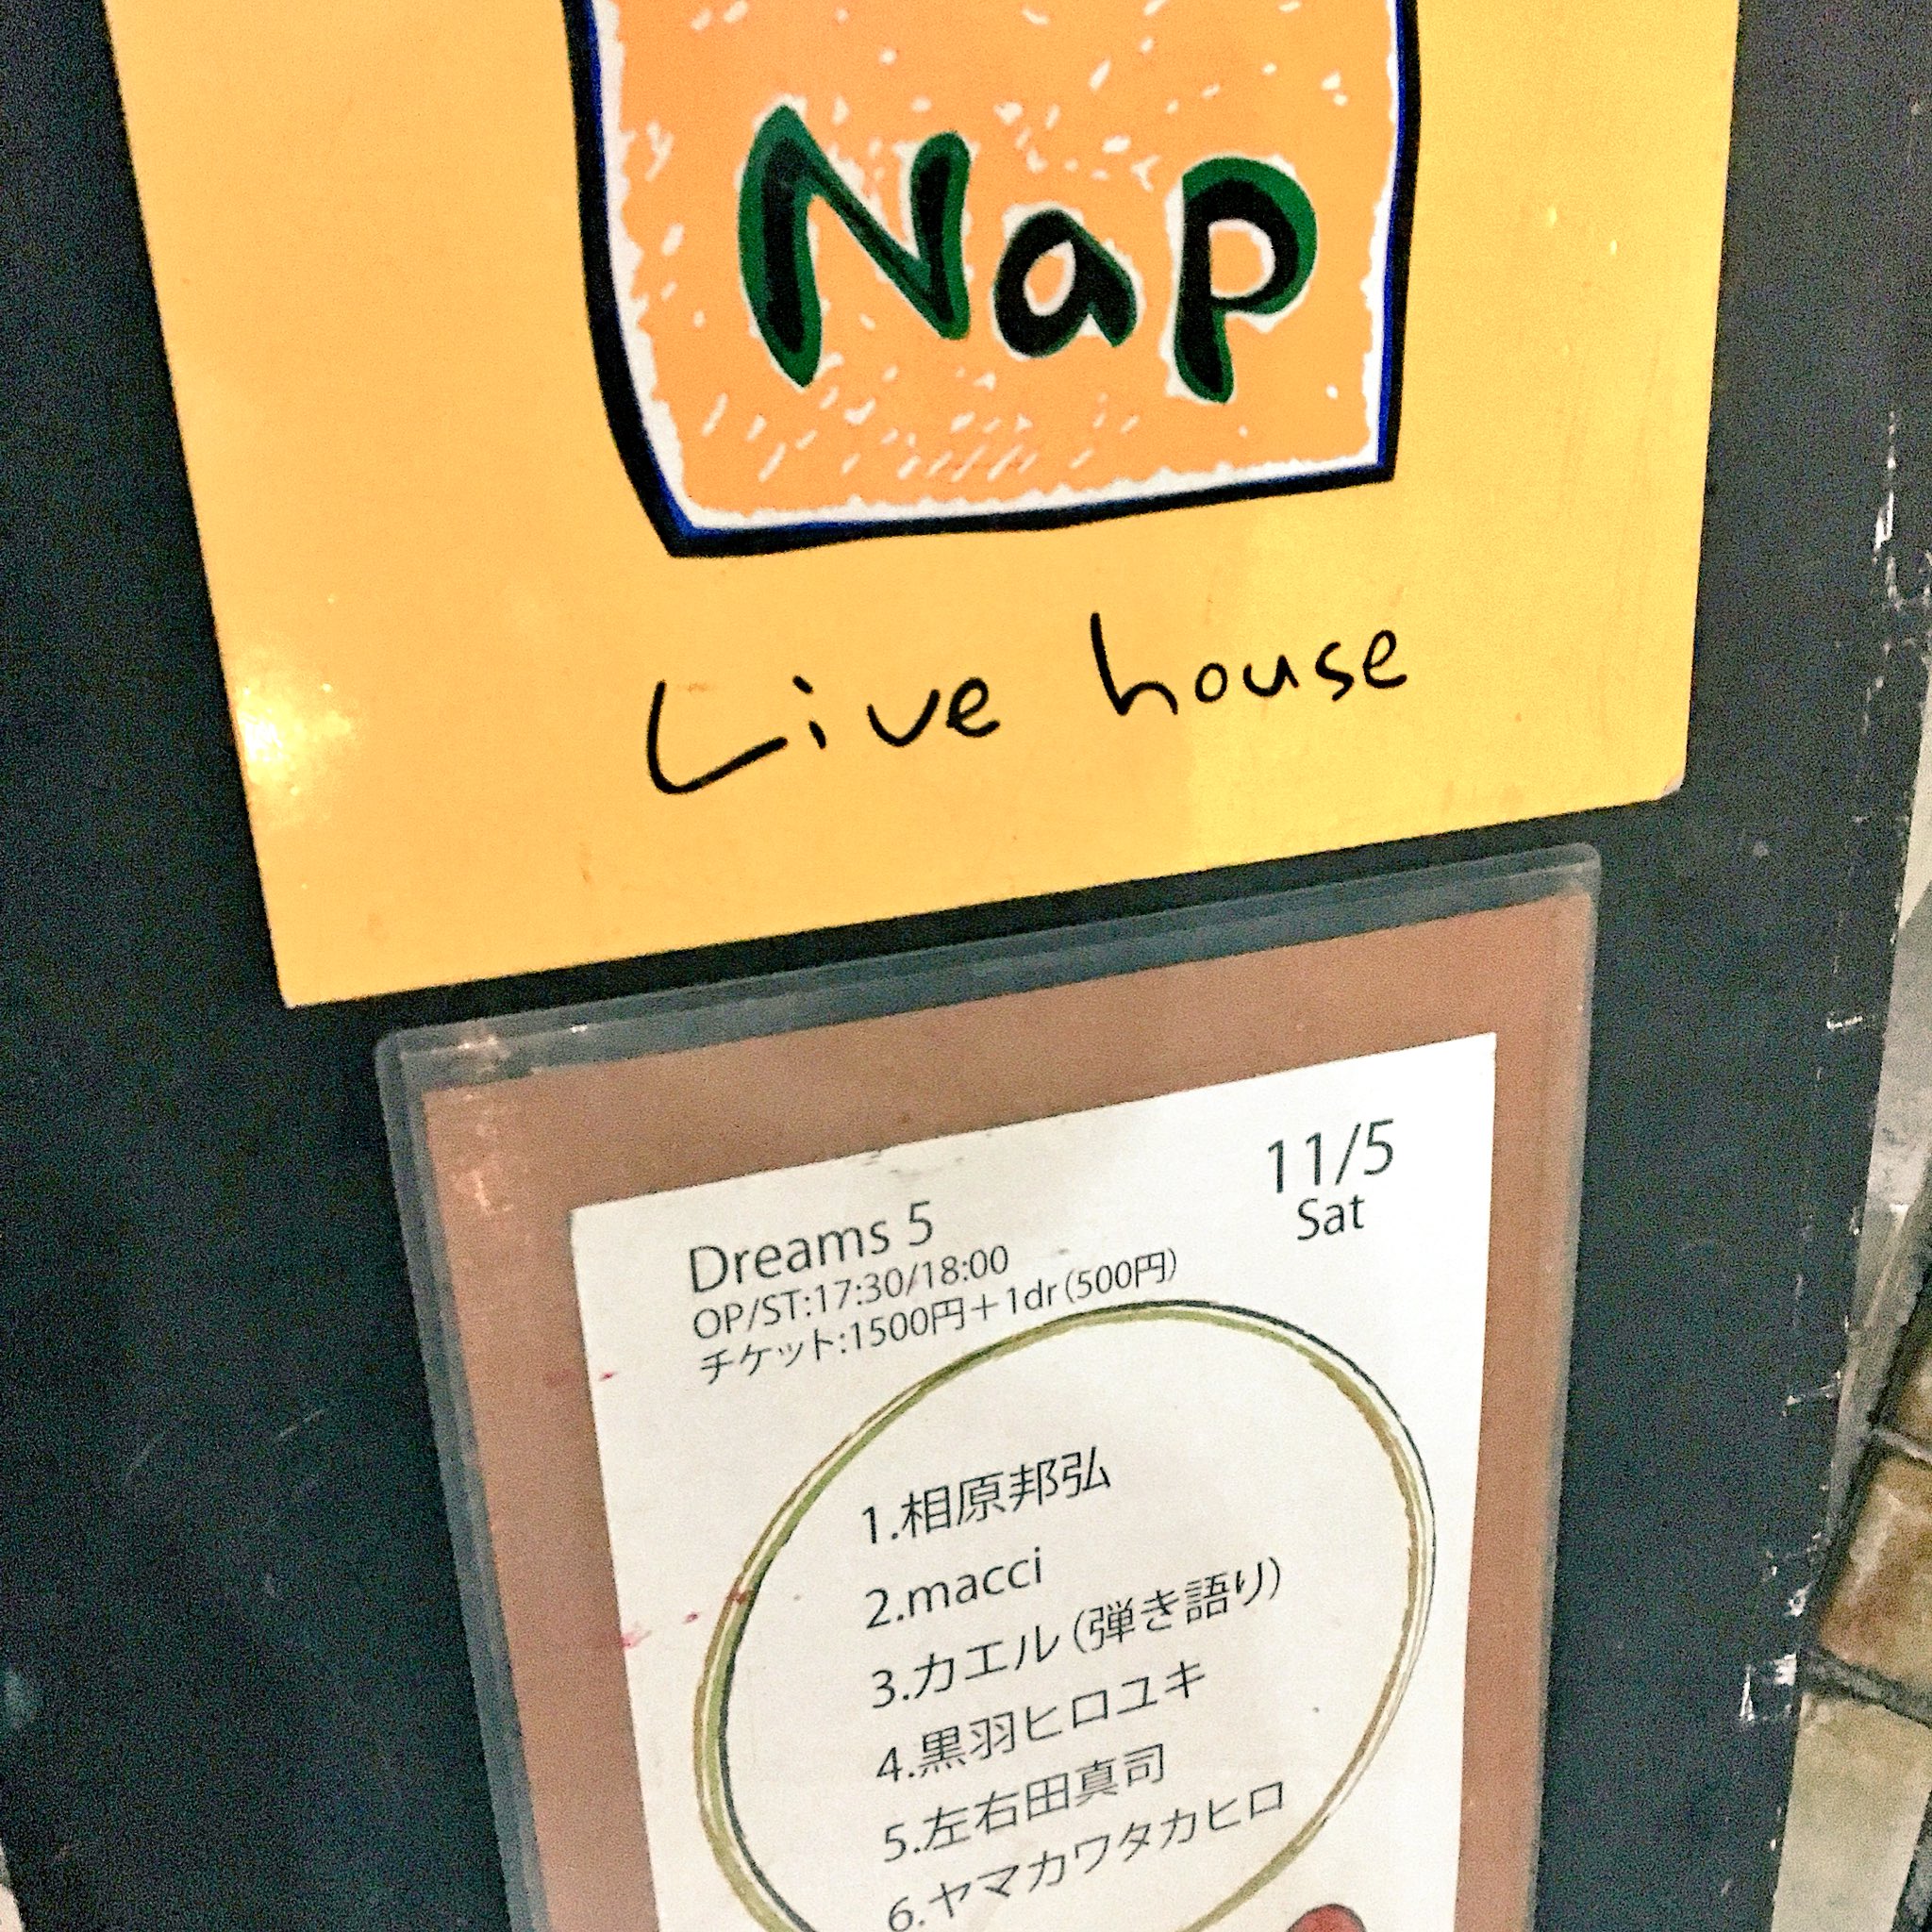 Nap
Live house
11/5
Sat
Dreams 5
OP/ST:17:30/18:00
チケット:1500円＋1dr(500円)
1.相原邦弘
2.macci
3.カエル(弾き語り)
4.黒羽ヒロユキ
5.左右田真司
6.ヤマカワタカヒロ